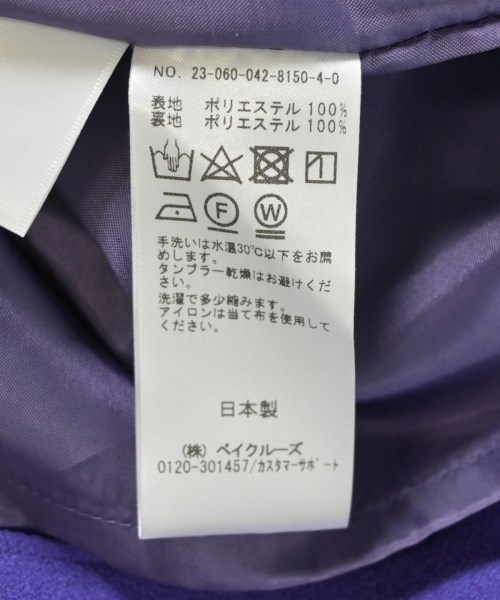 NO. 23-060-042-8150-4-0
表地 ポリエステル 100%
裏地 ポリエステル 100%
F W
手洗いは水温30℃以下をお薦
めします。
タンブラー乾燥はお避けくだ
さい。
洗濯で多少縮みます。
アイロンは当て布を使用して
ください。
日本製
(株) ベイクルーズ
0120-301457/カスタマーサポート